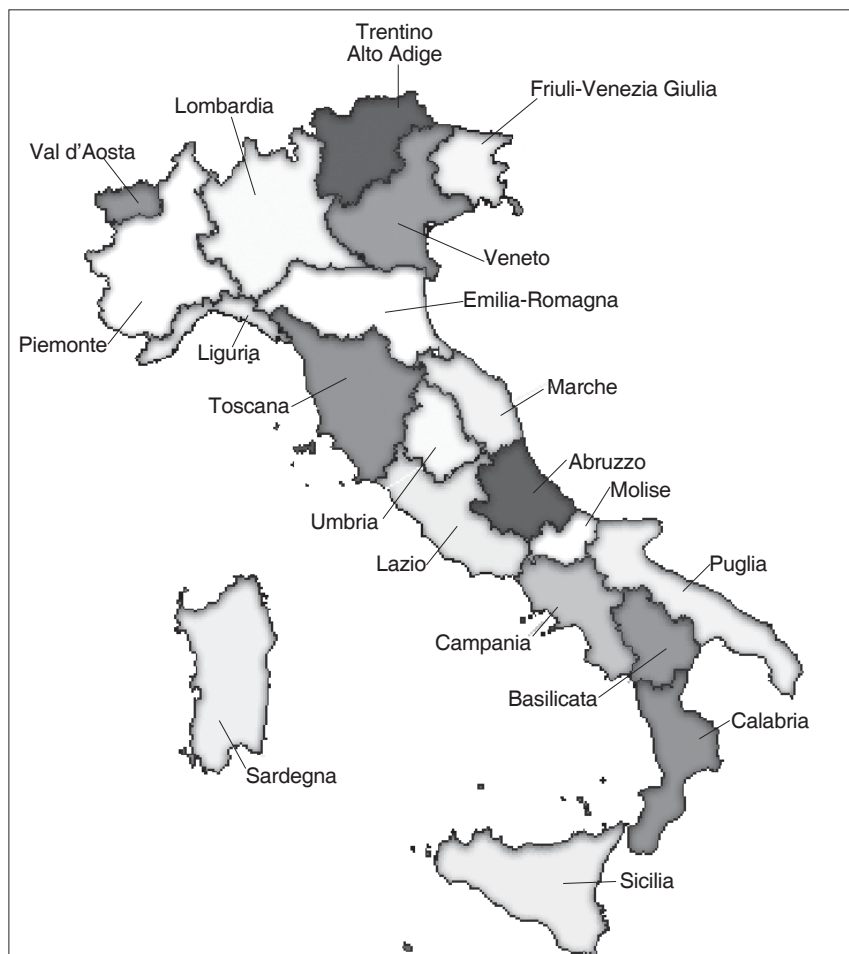 Trentino
Alto Adige
Friuli-Venezia Giulia
Lombardia
Val d'Aosta
Veneto
Emilia-Romagna
Piemonte
Liguria
Marche
Toscana
Abruzzo
Molise
Umbria
Lazio
Puglia
Campania
Basilicata
Calabria
Sardegna
Sicilia